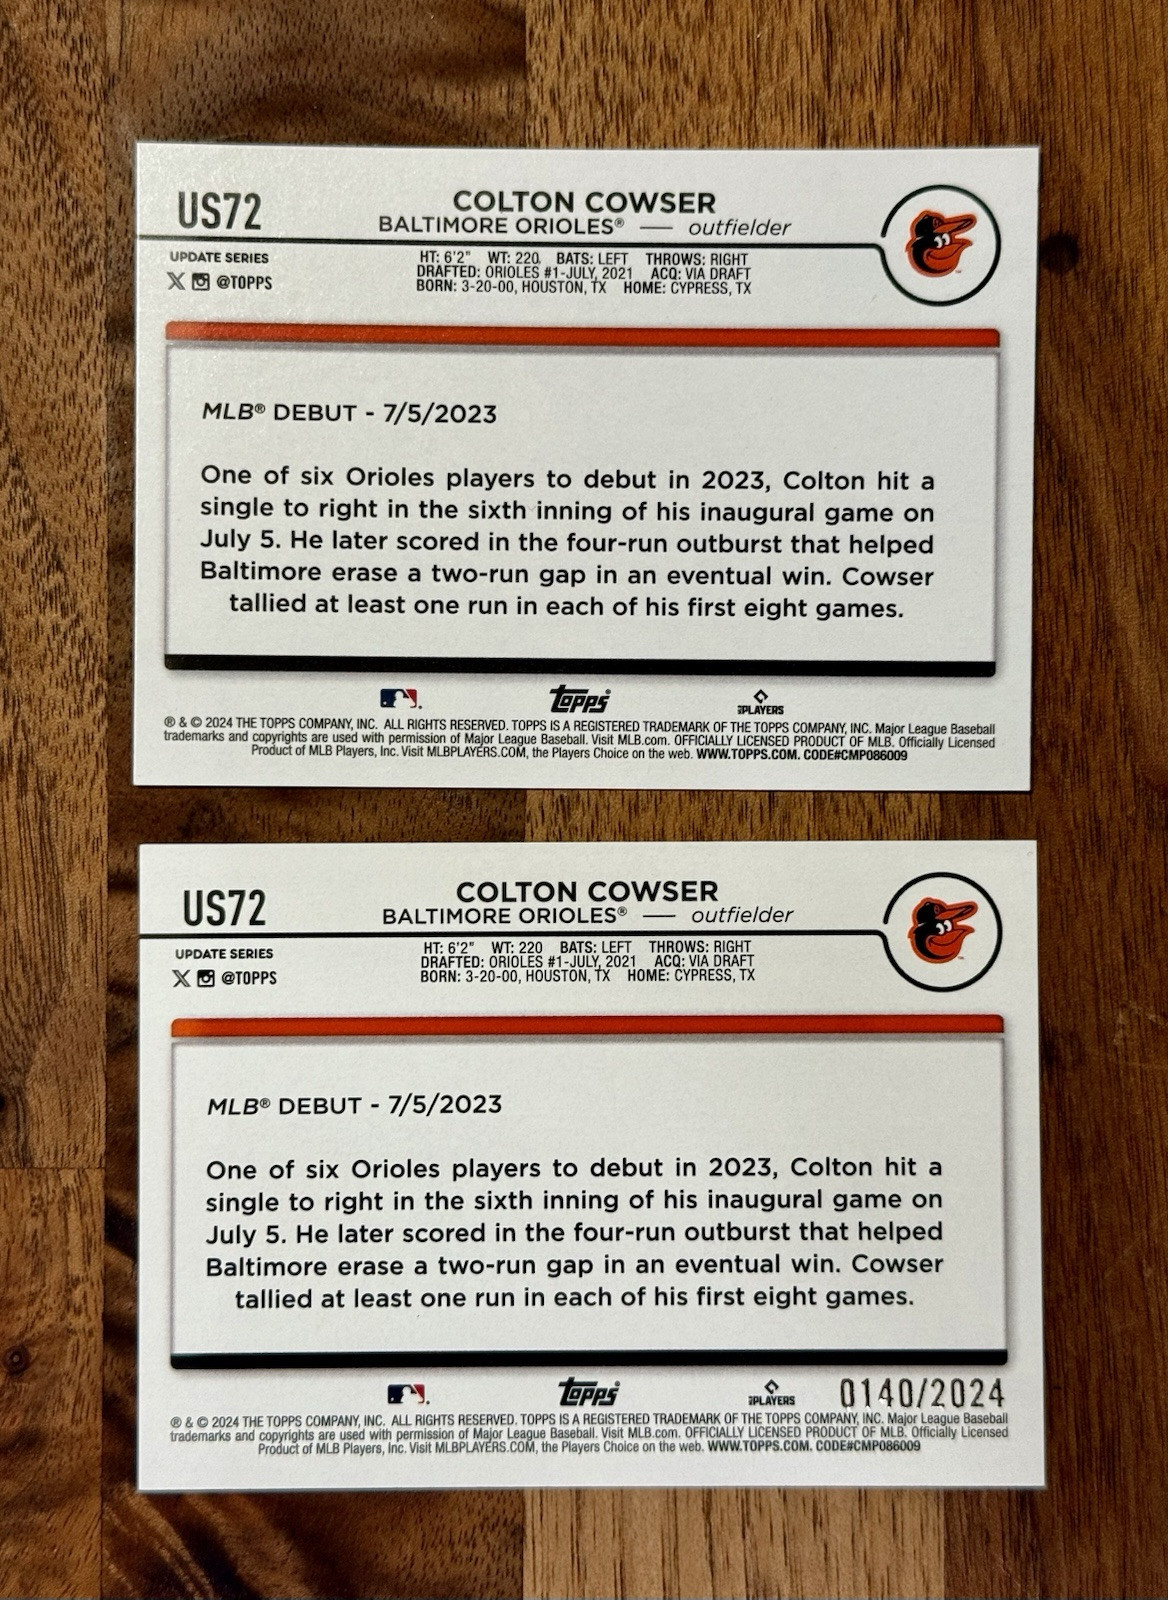 US72
COLTON COWSER
BALTIMORE ORIOLES® — outfielder
UPDATE SERIES
@TOPPS
HT: 6'2" WT: 220 BATS: LEFT THROWS: RIGHT
DRAFTED: ORIOLES #1-JULY, 2021 ACQ: VIA DRAFT
BORN: 3-20-00, HOUSTON, TX HOME: CYPRESS, TX
MLB® DEBUT - 7/5/2023
One of six Orioles players to debut in 2023, Colton hit a
single to right in the sixth inning of his inaugural game on
July 5. He later scored in the four-run outburst that helped
Baltimore erase a two-run gap in an eventual win. Cowser
tallied at least one run in each of his first eight games.
Topps
MLBPLAYERS
® & © 2024 THE TOPPS COMPANY, INC. ALL RIGHTS RESERVED. TOPPS IS A REGISTERED TRADEMARK OF THE TOPPS COMPANY, INC. Major League Baseball
trademarks and copyrights are used with permission of Major League Baseball. Visit MLB.com. OFFICIALLY LICENSED PRODUCT OF MLB. Officially Licensed
Product of MLB Players, Inc. Visit MLBPLAYERS.COM, the Players Choice on the web. WWW.TOPPS.COM. CODE#CMP086009
US72
COLTON COWSER
BALTIMORE ORIOLES® — outfielder
UPDATE SERIES
@TOPPS
HT: 6'2" WT: 220 BATS: LEFT THROWS: RIGHT
DRAFTED: ORIOLES #1-JULY, 2021 ACQ: VIA DRAFT
BORN: 3-20-00, HOUSTON, TX HOME: CYPRESS, TX
MLB® DEBUT - 7/5/2023
One of six Orioles players to debut in 2023, Colton hit a
single to right in the sixth inning of his inaugural game on
July 5. He later scored in the four-run outburst that helped
Baltimore erase a two-run gap in an eventual win. Cowser
tallied at least one run in each of his first eight games.
Topps
MLBPLAYERS
0140/2024
® & © 2024 THE TOPPS COMPANY, INC. ALL RIGHTS RESERVED. TOPPS IS A REGISTERED TRADEMARK OF THE TOPPS COMPANY, INC. Major League Baseball
trademarks and copyrights are used with permission of Major League Baseball. Visit MLB.com. OFFICIALLY LICENSED PRODUCT OF MLB. Officially Licensed
Product of MLB Players, Inc. Visit MLBPLAYERS.COM, the Players Choice on the web. WWW.TOPPS.COM. CODE#CMP086009